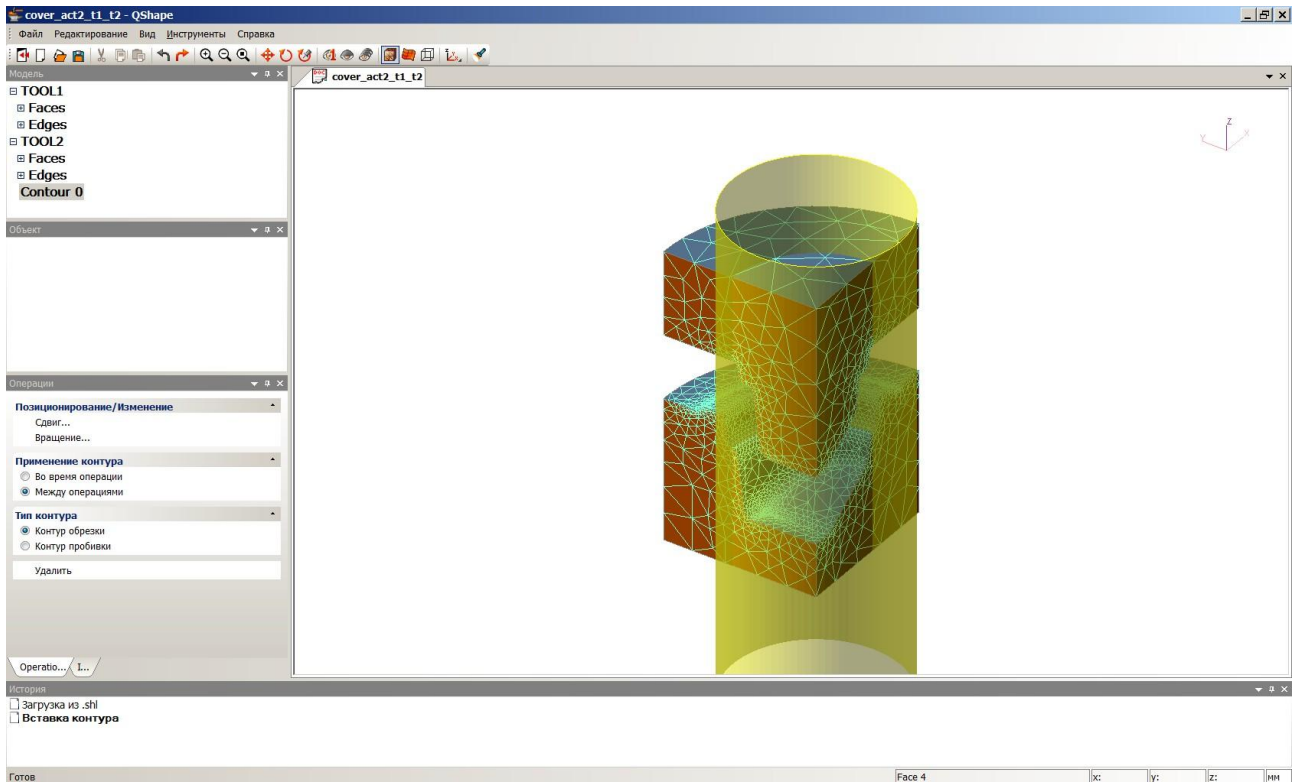 cover_act2_t1_t2 - QShape
Файл Редактирование Вид Инструменты Справка
Модель
DOC cover_act2_t1_t2
TOOL1
Faces
Edges
TOOL2
Faces
Edges
Contour 0
Z
Y X
Объект
Операции
Позиционирование/Изменение
Сдвиг...
Вращение...
Применение контура
Во время операции
Между операциями
Тип контура
Контур обрезки
Контур пробивки
Удалить
Operatio... I...
История
Загрузка из .shl
Вставка контура
Готов Face 4 x: y: z: мм